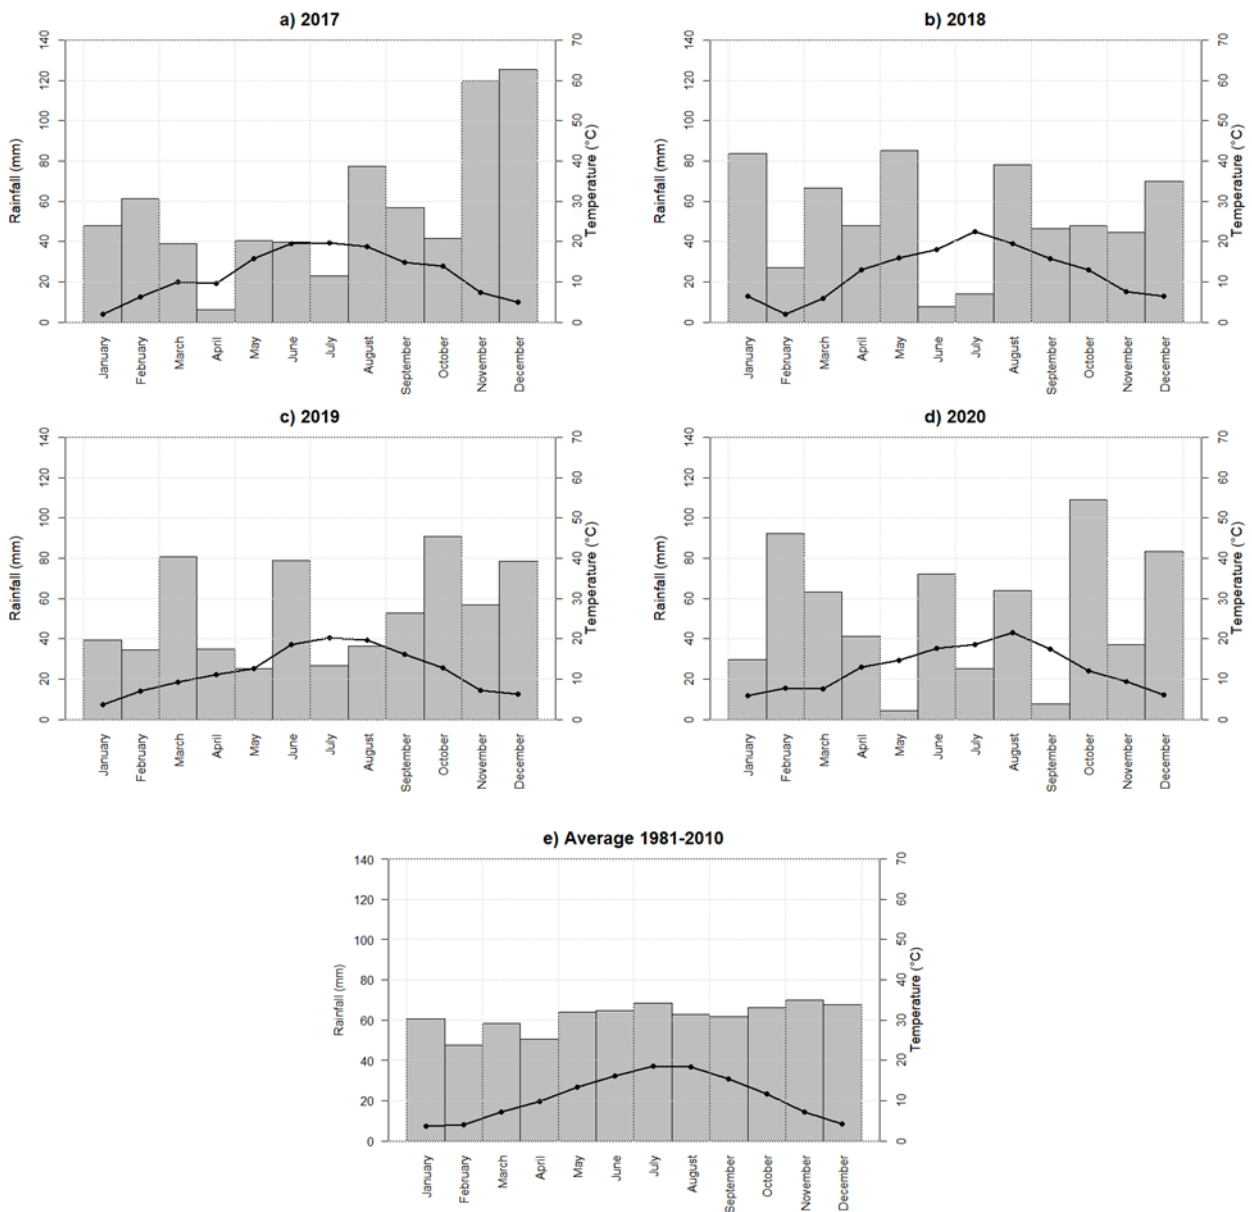 a) 2017
Rainfall (mm)
0 20 40 60 80 100 120 140
Temperature (°C)
0 10 20 30 40 50 60 70
January February March April May June July August September October November December
b) 2018
Rainfall (mm)
0 20 40 60 80 100 120 140
Temperature (°C)
0 10 20 30 40 50 60 70
January February March April May June July August September October November December
c) 2019
Rainfall (mm)
0 20 40 60 80 100 120 140
Temperature (°C)
0 10 20 30 40 50 60 70
January February March April May June July August September October November December
d) 2020
Rainfall (mm)
0 20 40 60 80 100 120 140
Temperature (°C)
0 10 20 30 40 50 60 70
January February March April May June July August September October November December
e) Average 1981-2010
Rainfall (mm)
0 20 40 60 80 100 120 140
Temperature (°C)
0 10 20 30 40 50 60 70
January February March April May June July August September October November December